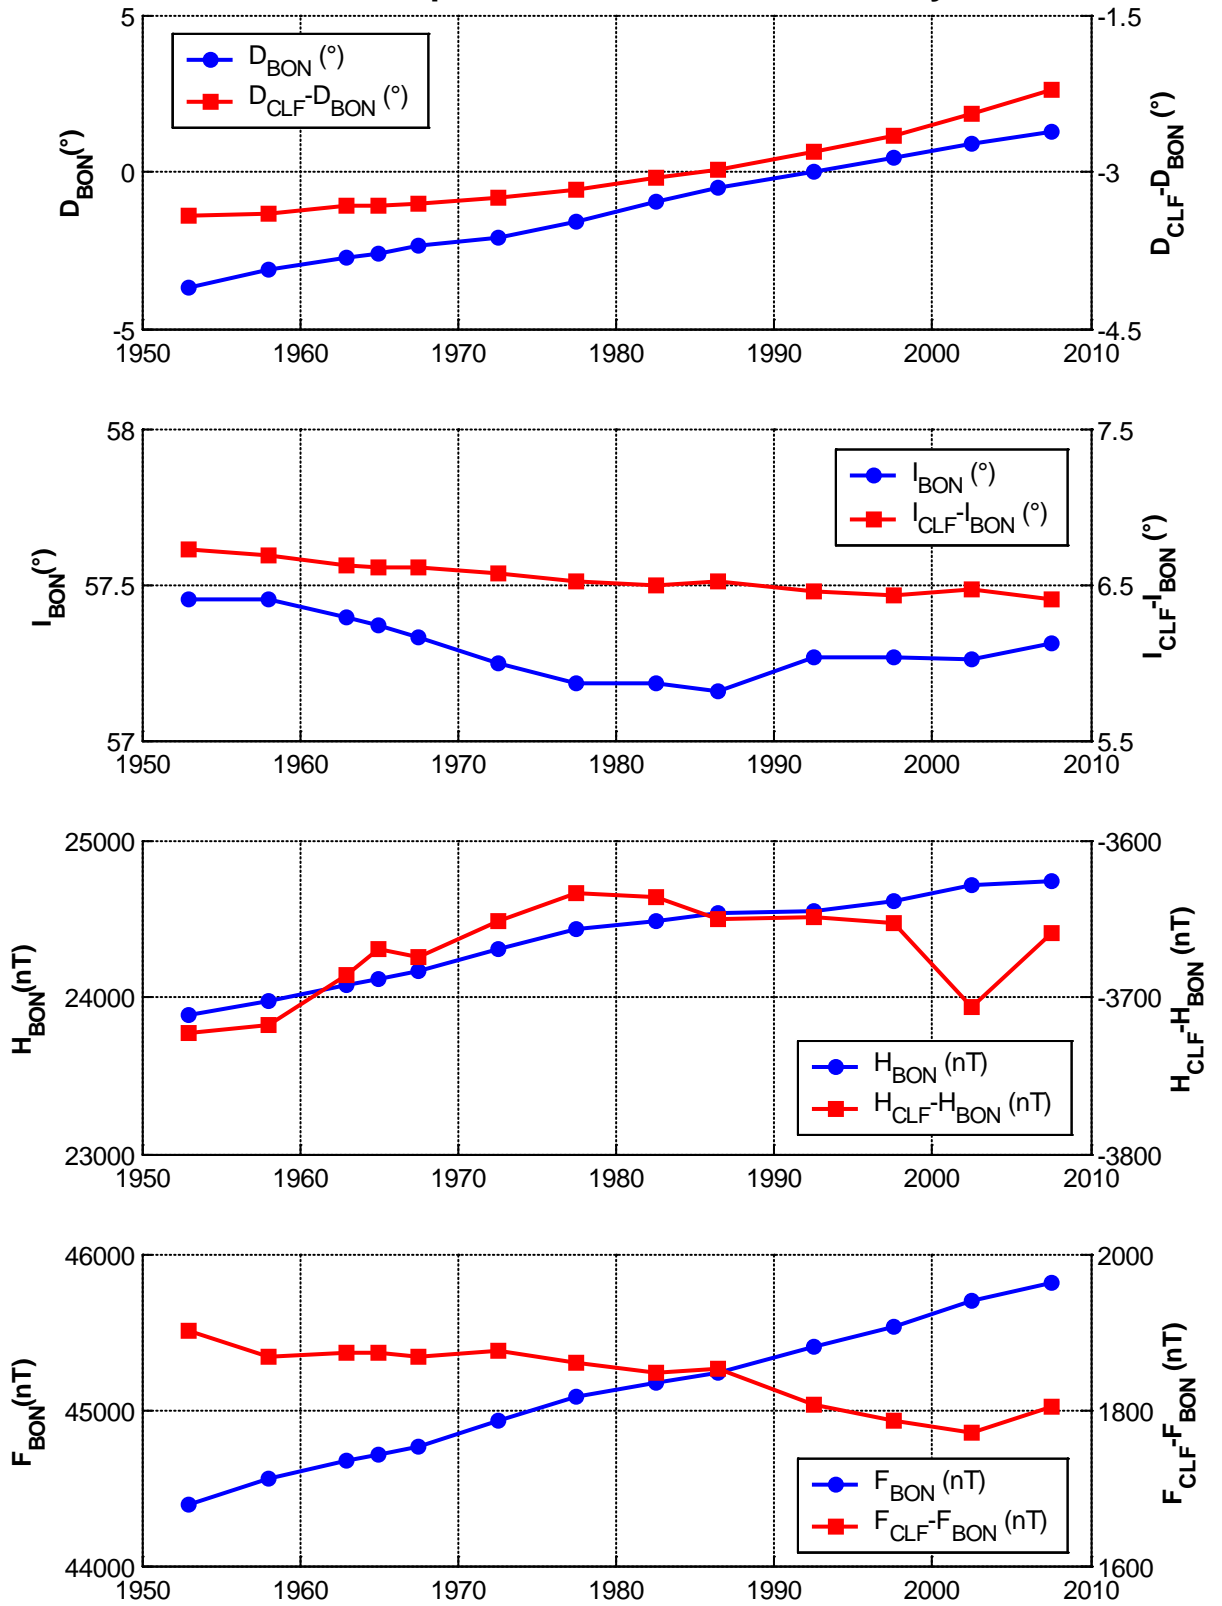 5
-1.5
D_BON (°)
D_CLF-D_BON (°)
D_BON(°)
0
-3
D_CLF-D_BON (°)
-5
-4.5
1950 1960 1970 1980 1990 2000 2010
58
7.5
I_BON (°)
I_CLF-I_BON (°)
I_BON(°)
57.5
6.5
I_CLF-I_BON (°)
57
5.5
1950 1960 1970 1980 1990 2000 2010
25000
-3600
H_BON(nT)
24000
-3700
H_CLF-H_BON (nT)
H_BON (nT)
H_CLF-H_BON (nT)
23000
-3800
1950 1960 1970 1980 1990 2000 2010
46000
2000
F_BON(nT)
45000
1800
F_CLF-F_BON (nT)
F_BON (nT)
F_CLF-F_BON (nT)
44000
1600
1950 1960 1970 1980 1990 2000 2010